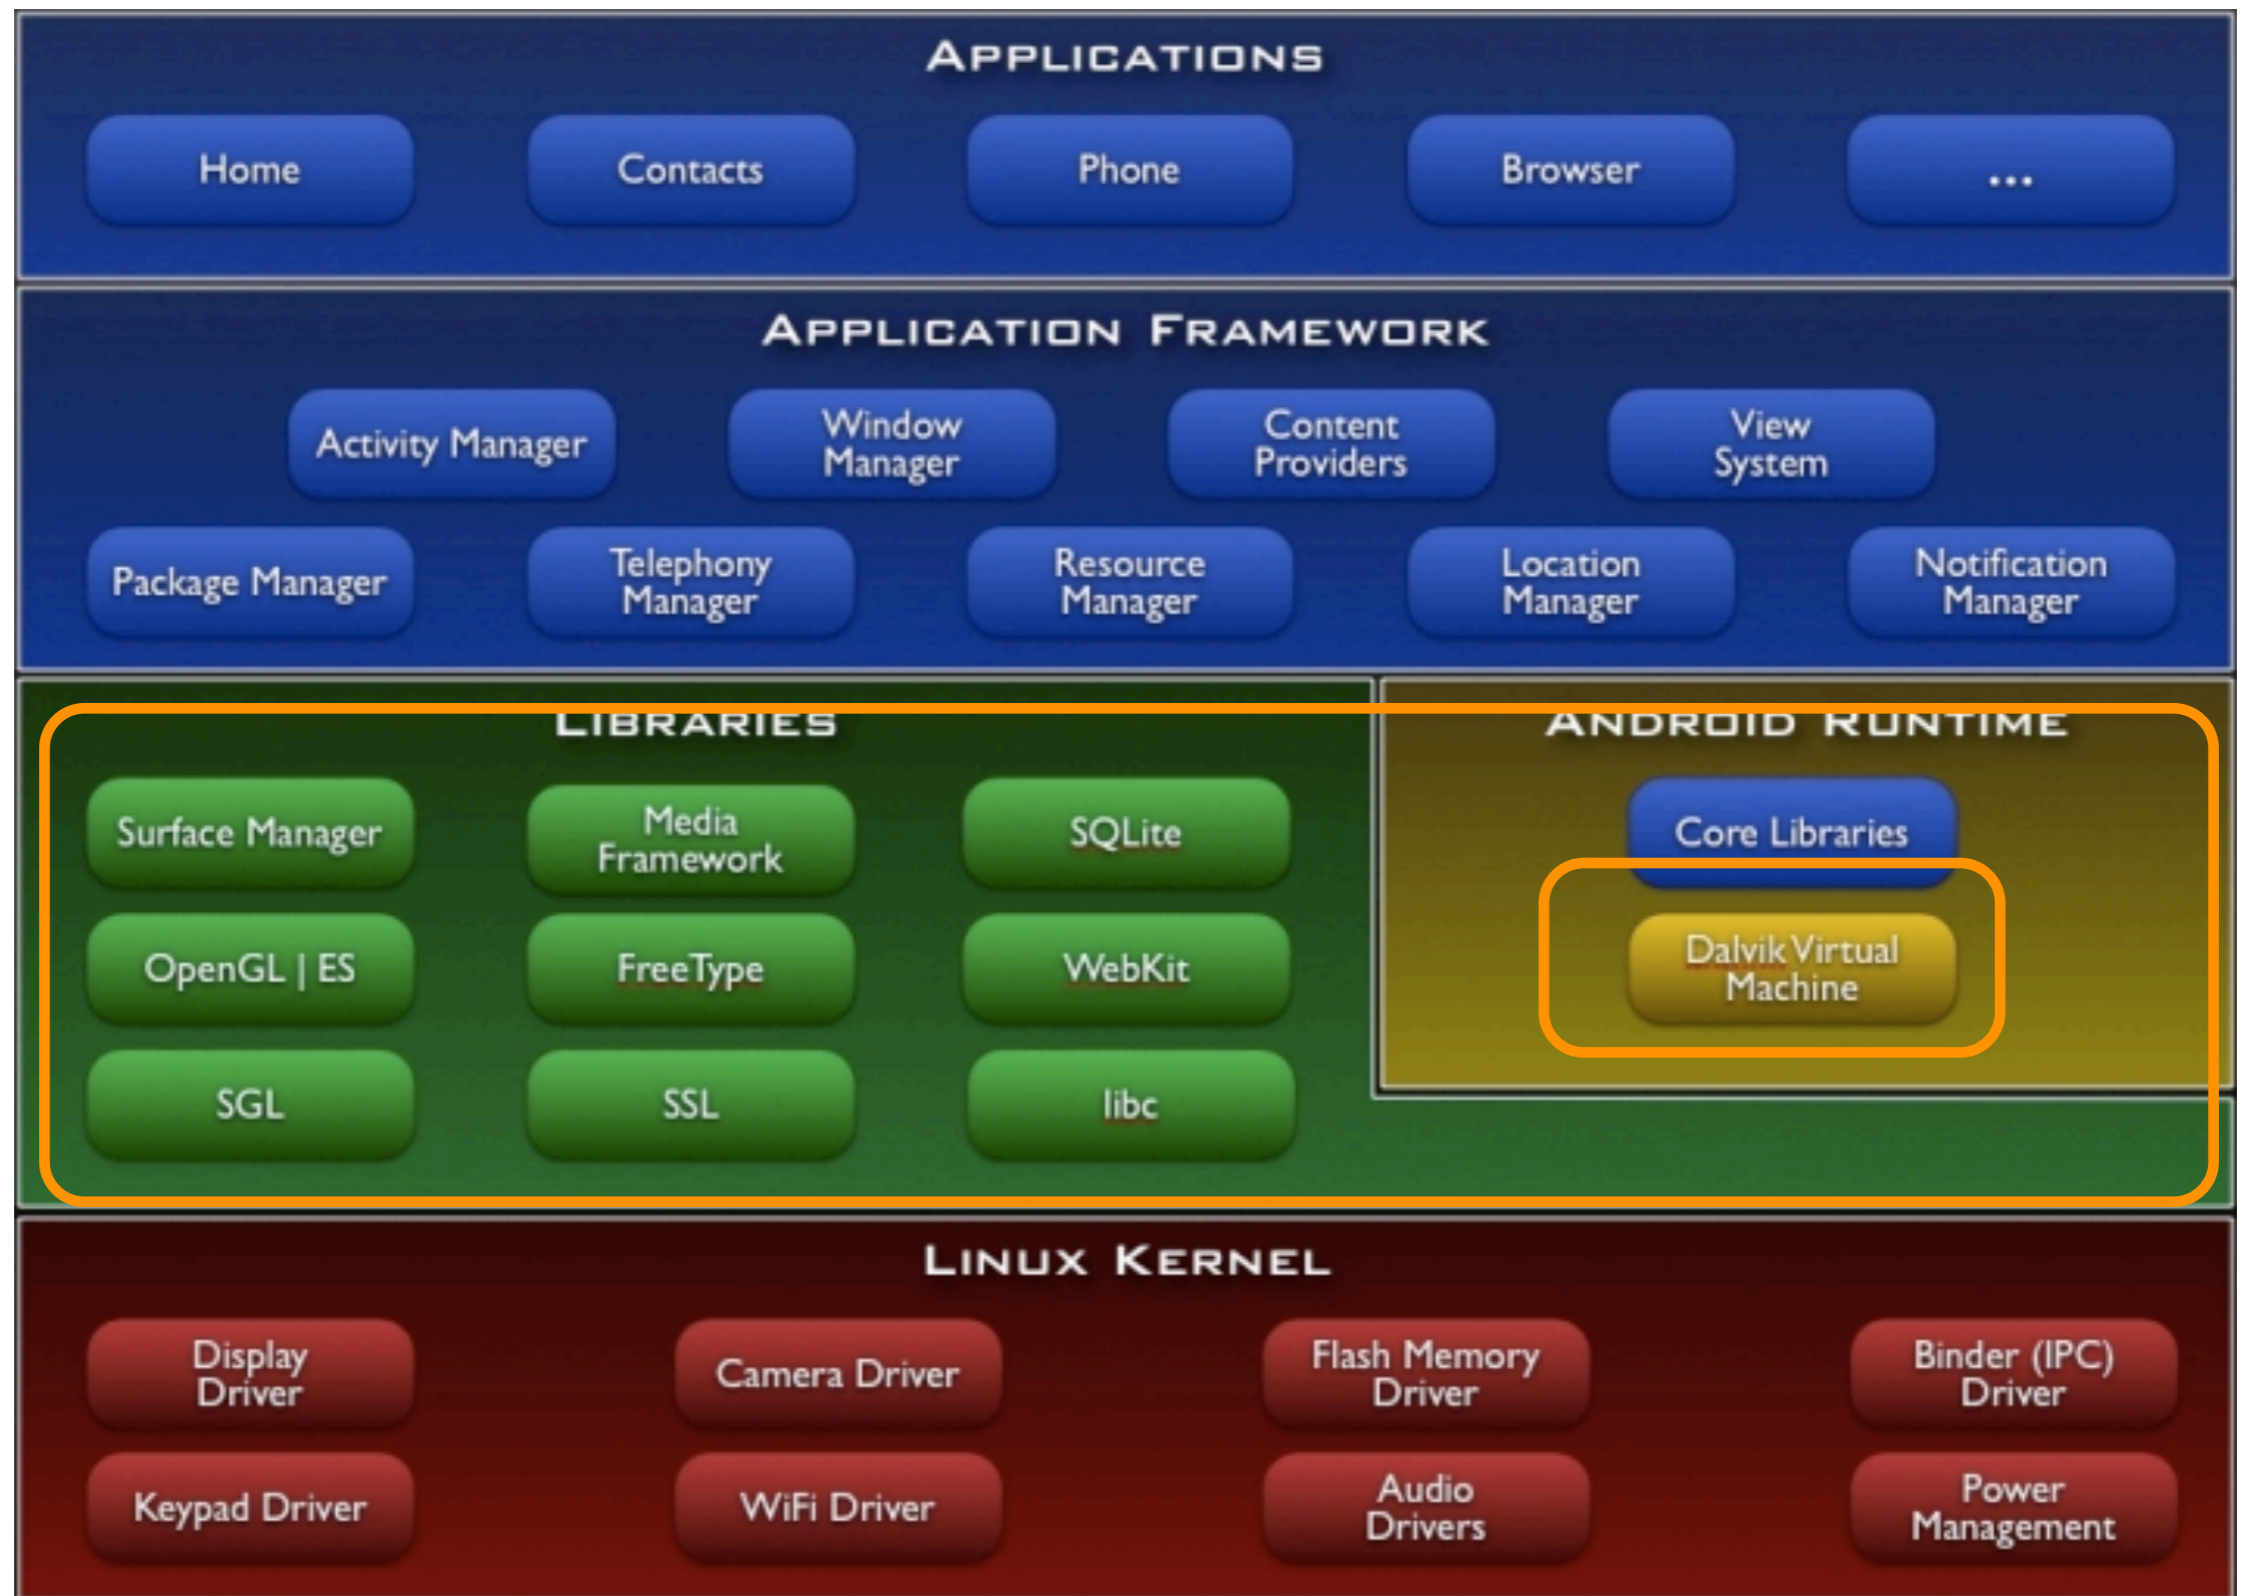 APPLICATIONS
Home
Contacts
Phone
Browser
...
APPLICATION FRAMEWORK
Activity Manager
Window
Manager
Content
Providers
View
System
Package Manager
Telephony
Manager
Resource
Manager
Location
Manager
Notification
Manager
LIBRARIES
Surface Manager
Media
Framework
SQLite
OpenGL | ES
FreeType
WebKit
SGL
SSL
libc
ANDROID RUNTIME
Core Libraries
Dalvik Virtual
Machine
LINUX KERNEL
Display
Driver
Camera Driver
Flash Memory
Driver
Binder (IPC)
Driver
Keypad Driver
WiFi Driver
Audio
Drivers
Power
Management